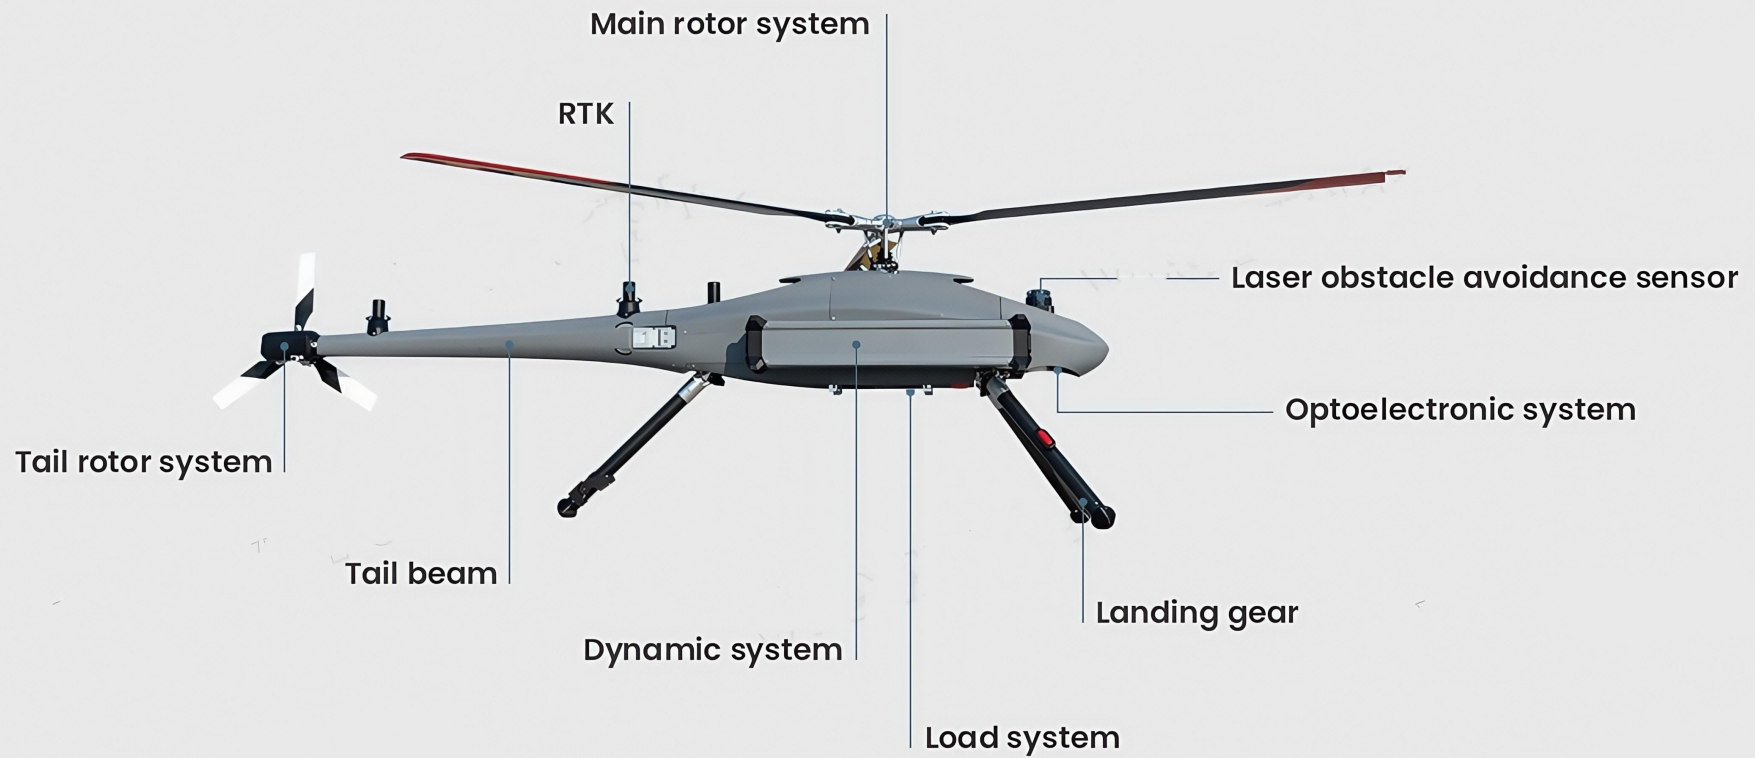 Main rotor system
RTK
Laser obstacle avoidance sensor
Optoelectronic system
Tail rotor system
Tail beam
Landing gear
Dynamic system
Load system